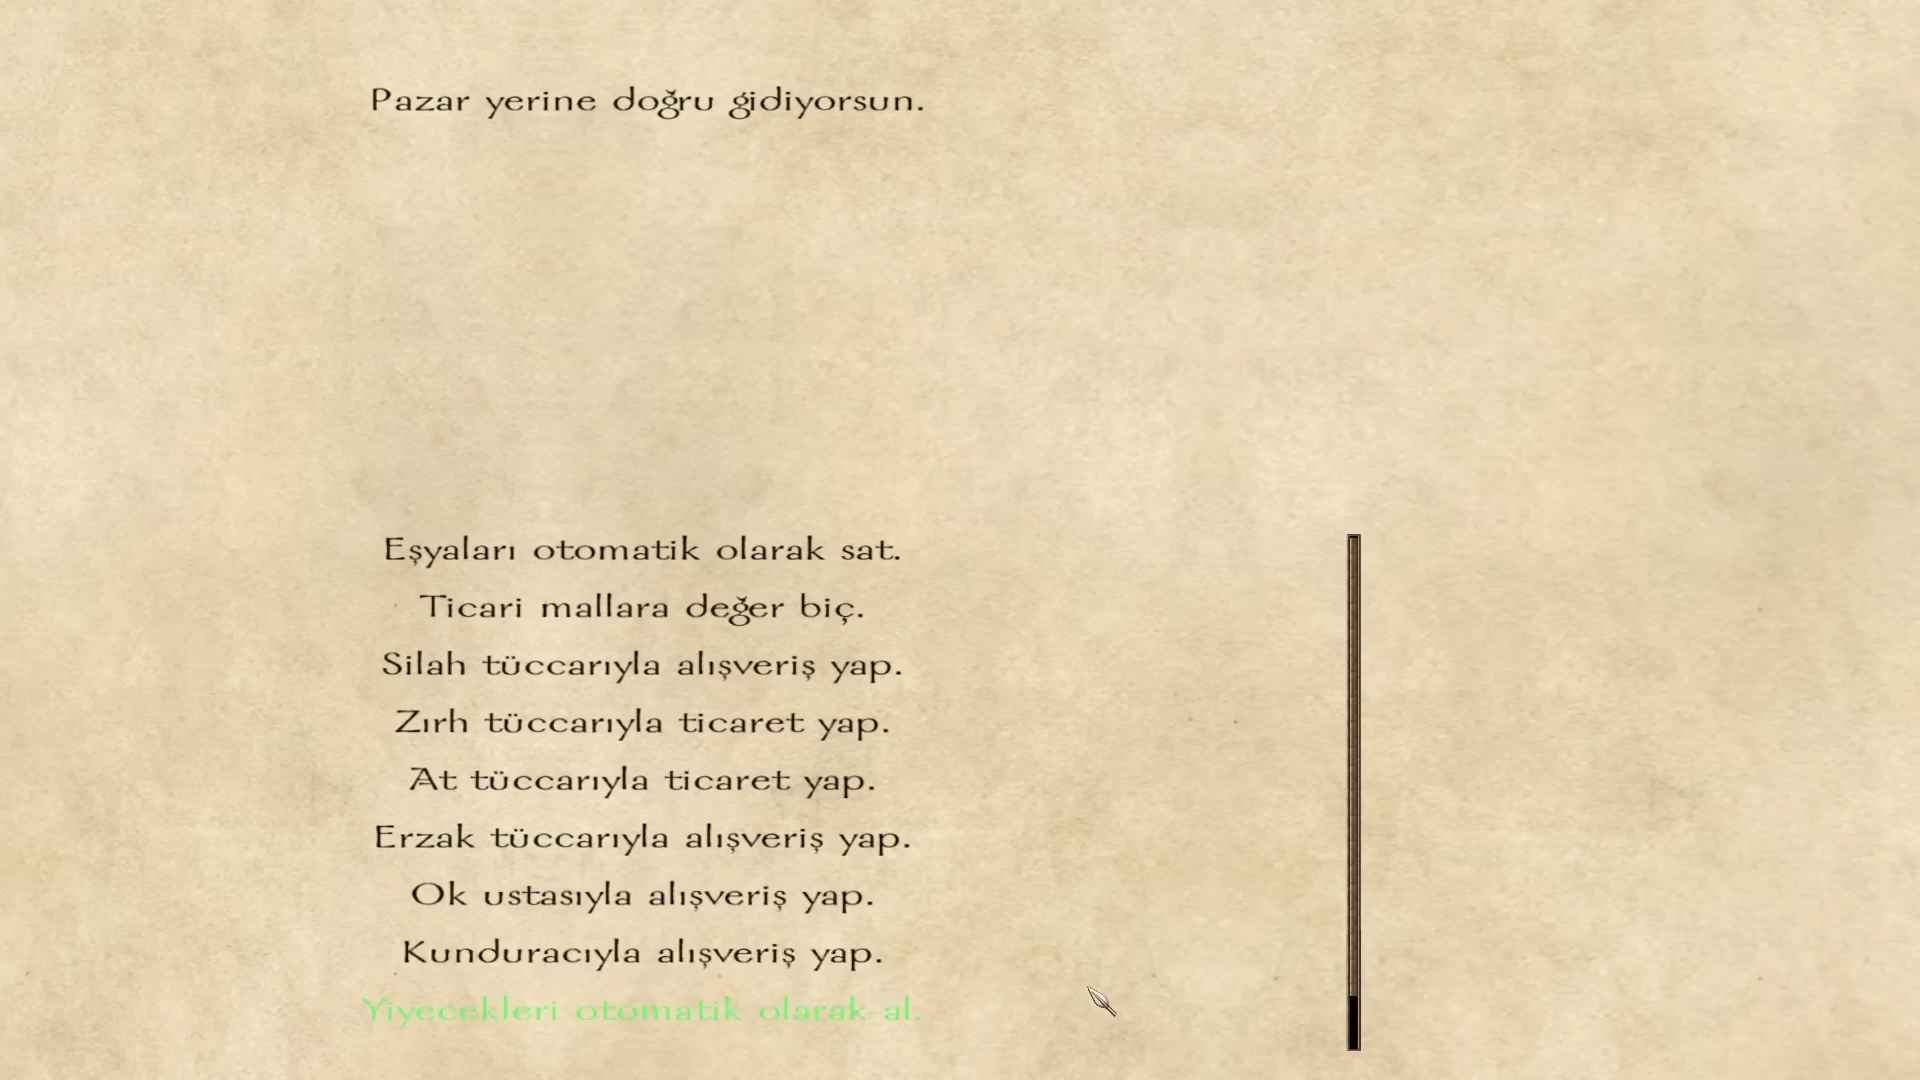 Pazar yerine doğru gidiyorsun.
Eşyaları otomatik olarak sat.
Ticari mallara değer biç.
Silah tüccarıyla alışveriş yap.
Zırh tüccarıyla ticaret yap.
At tüccarıyla ticaret yap.
Erzak tüccarıyla alışveriş yap.
Ok ustasıyla alışveriş yap.
Kunduracıyla alışveriş yap.
Yiyecekleri otomatik olarak al.